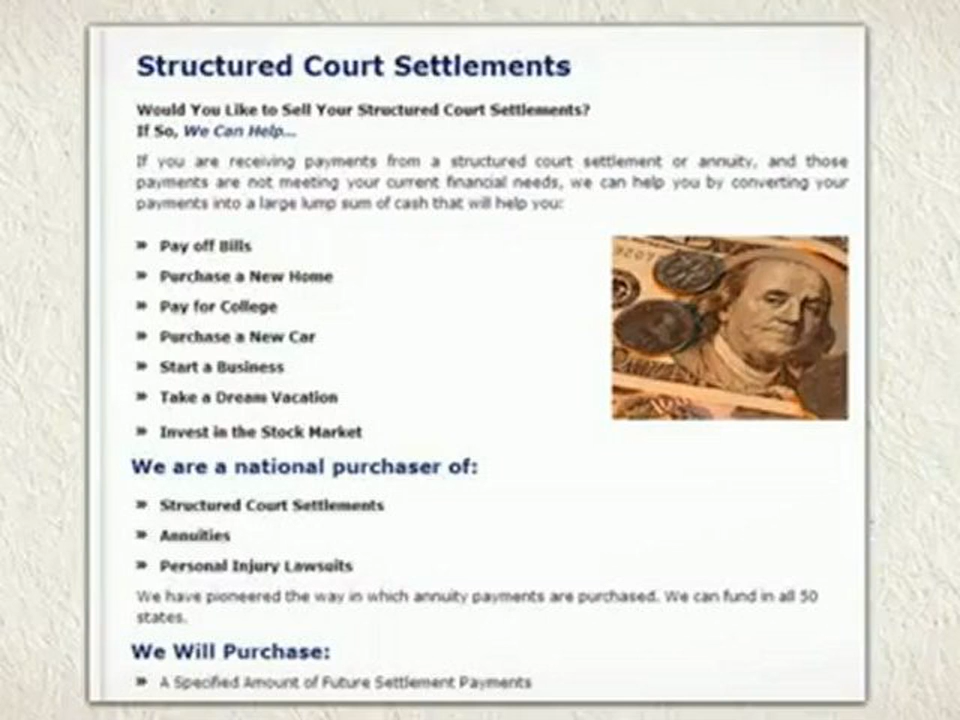 Structured Court Settlements
Would You Like to Sell Your Structured Court Settlements?
If So, We Can Help...
If you are receiving payments from a structured court settlement or annuity, and those
payments are not meeting your current financial needs, we can help you by converting your
payments into a large lump sum of cash that will help you:
» Pay off Bills
» Purchase a New Home
» Pay for College
» Purchase a New Car
» Start a Business
» Take a Dream Vacation
» Invest in the Stock Market
We are a national purchaser of:
» Structured Court Settlements
» Annuities
» Personal Injury Lawsuits
We have pioneered the way in which annuity payments are purchased. We can fund in all 50
states.
We Will Purchase:
» A Specified Amount of Future Settlement Payments